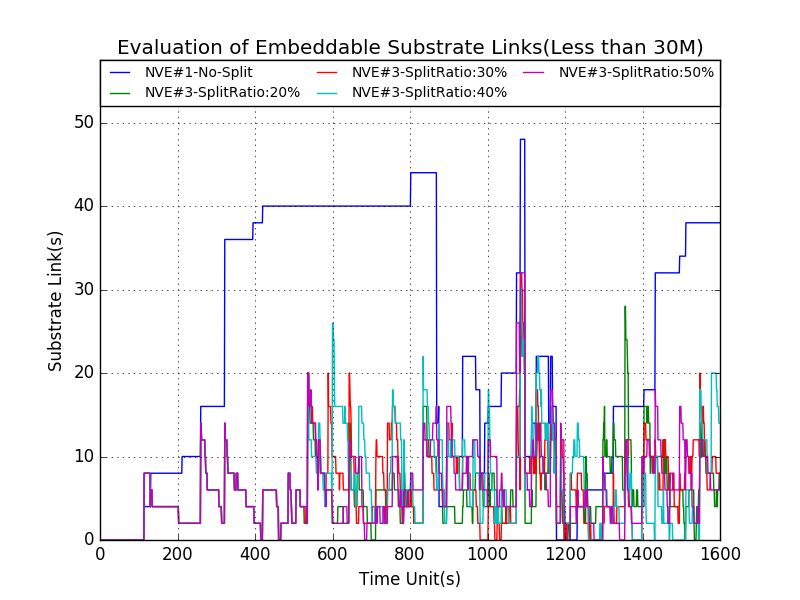 Evaluation of Embeddable Substrate Links(Less than 30M)
NVE#1-No-Split
NVE#3-SplitRatio:30%
NVE#3-SplitRatio:50%
NVE#3-SplitRatio:20%
NVE#3-SplitRatio:40%
50
40
30
20
10
0
Substrate Link(s)
0 200 400 600 800 1000 1200 1400 1600
Time Unit(s)